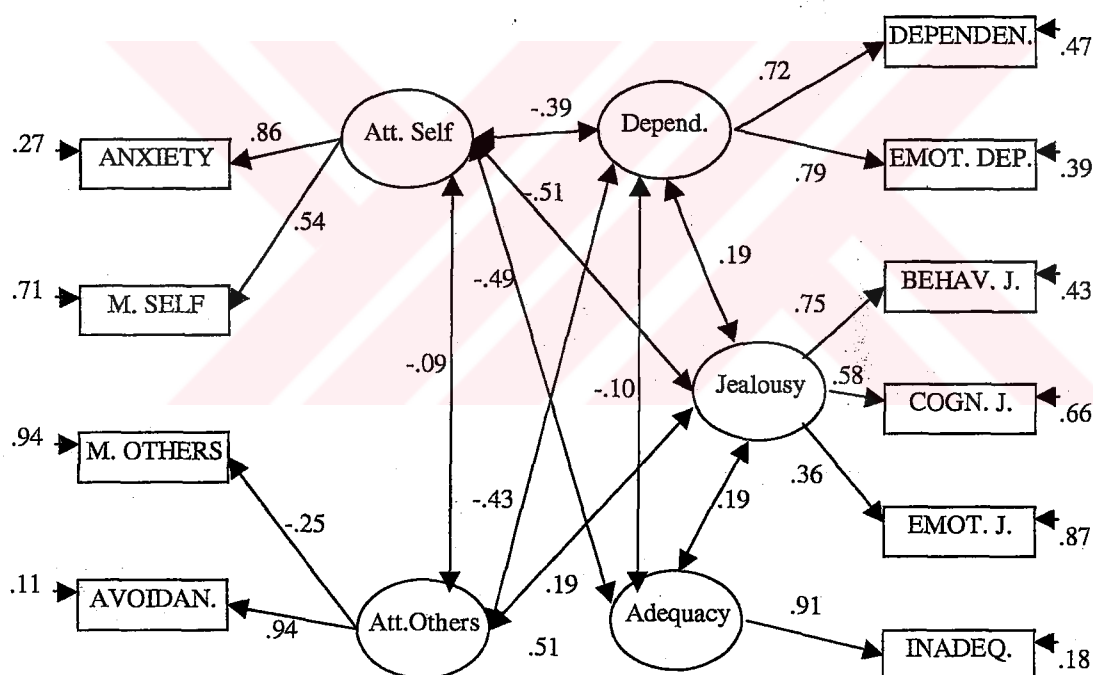 DEPENDEN.
.47
.72
-.39
Att. Self
Depend.
.86
.27
ANXIETY
EMOT. DEP.
.39
.79
-.51
.54
.19
-.49
BEHAV. J.
.43
.71
M. SELF
.75
-.09
-.10
Jealousy
.58
COGN. J.
.66
.94
M. OTHERS
.36
-.43
.19
-.25
EMOT. J.
.87
.11
AVOIDAN.
.19
.94
Att.Others
Adequacy
.91
.51
INADEQ.
.18